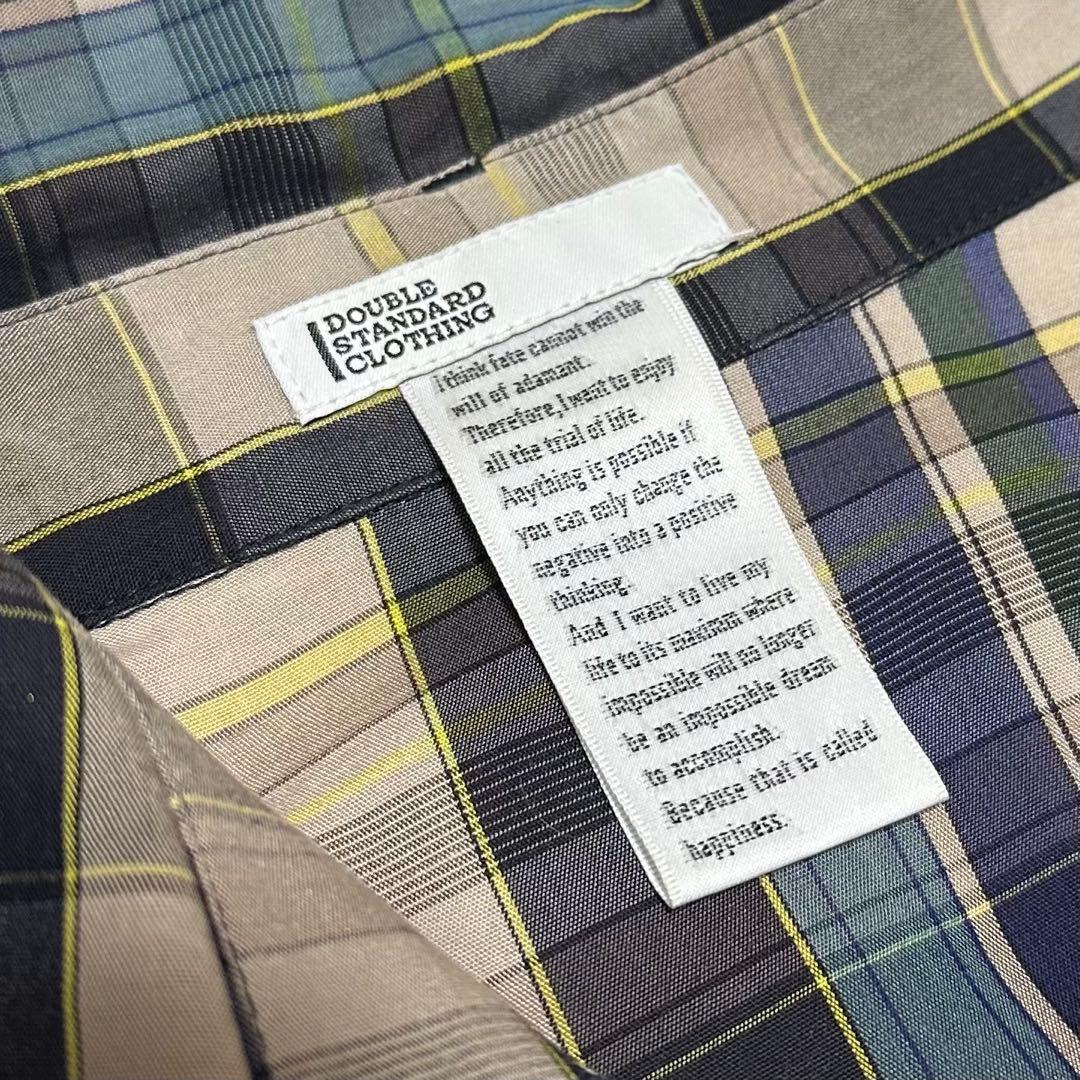 DOUBLE
STANDARD
CLOTHING
I think fate cannot win the
will of adamant.
Therefore,I want to enjoy
all the trial of life.
Anything is possible if
you can only change the
negative into a positive
thinking.
And I want to live my
life to its maximum where
impossible will no longer
be an impossible dream
to accomplish.
Because that is called
happiness.